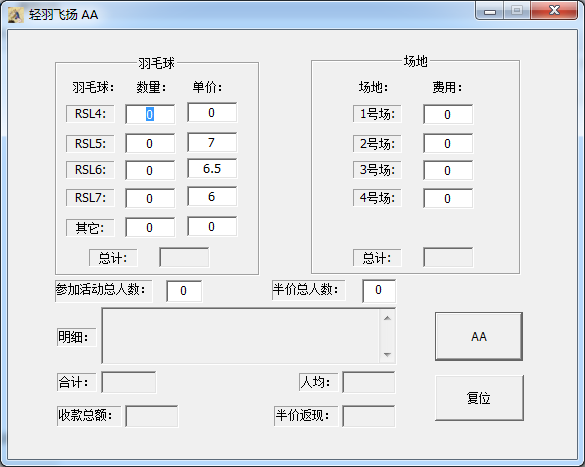 轻羽飞扬 AA
羽毛球
羽毛球: 数量: 单价:
RSL4: 0 0
RSL5: 0 7
RSL6: 0 6.5
RSL7: 0 6
其它: 0 0
总计:
场地
场地: 费用:
1号场: 0
2号场: 0
3号场: 0
4号场: 0
总计:
参加活动总人数: 0 半价总人数: 0
明细:
AA
合计: 人均:
复位
收款总额: 半价返现: